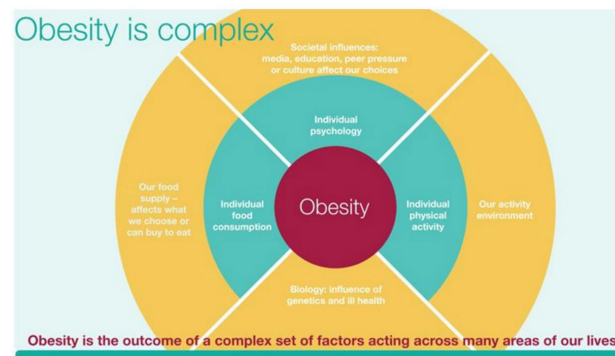 Obesity is complex
Societal influences:
media, education, peer pressure
or culture affect our choices
Individual
psychology
Our food
supply –
affects what
we choose or
can buy to eat
Individual
food
consumption
Obesity
Individual
physical
activity
Our activity
environment
Biology: influence of
genetics and ill health
Obesity is the outcome of a complex set of factors acting across many areas of our lives